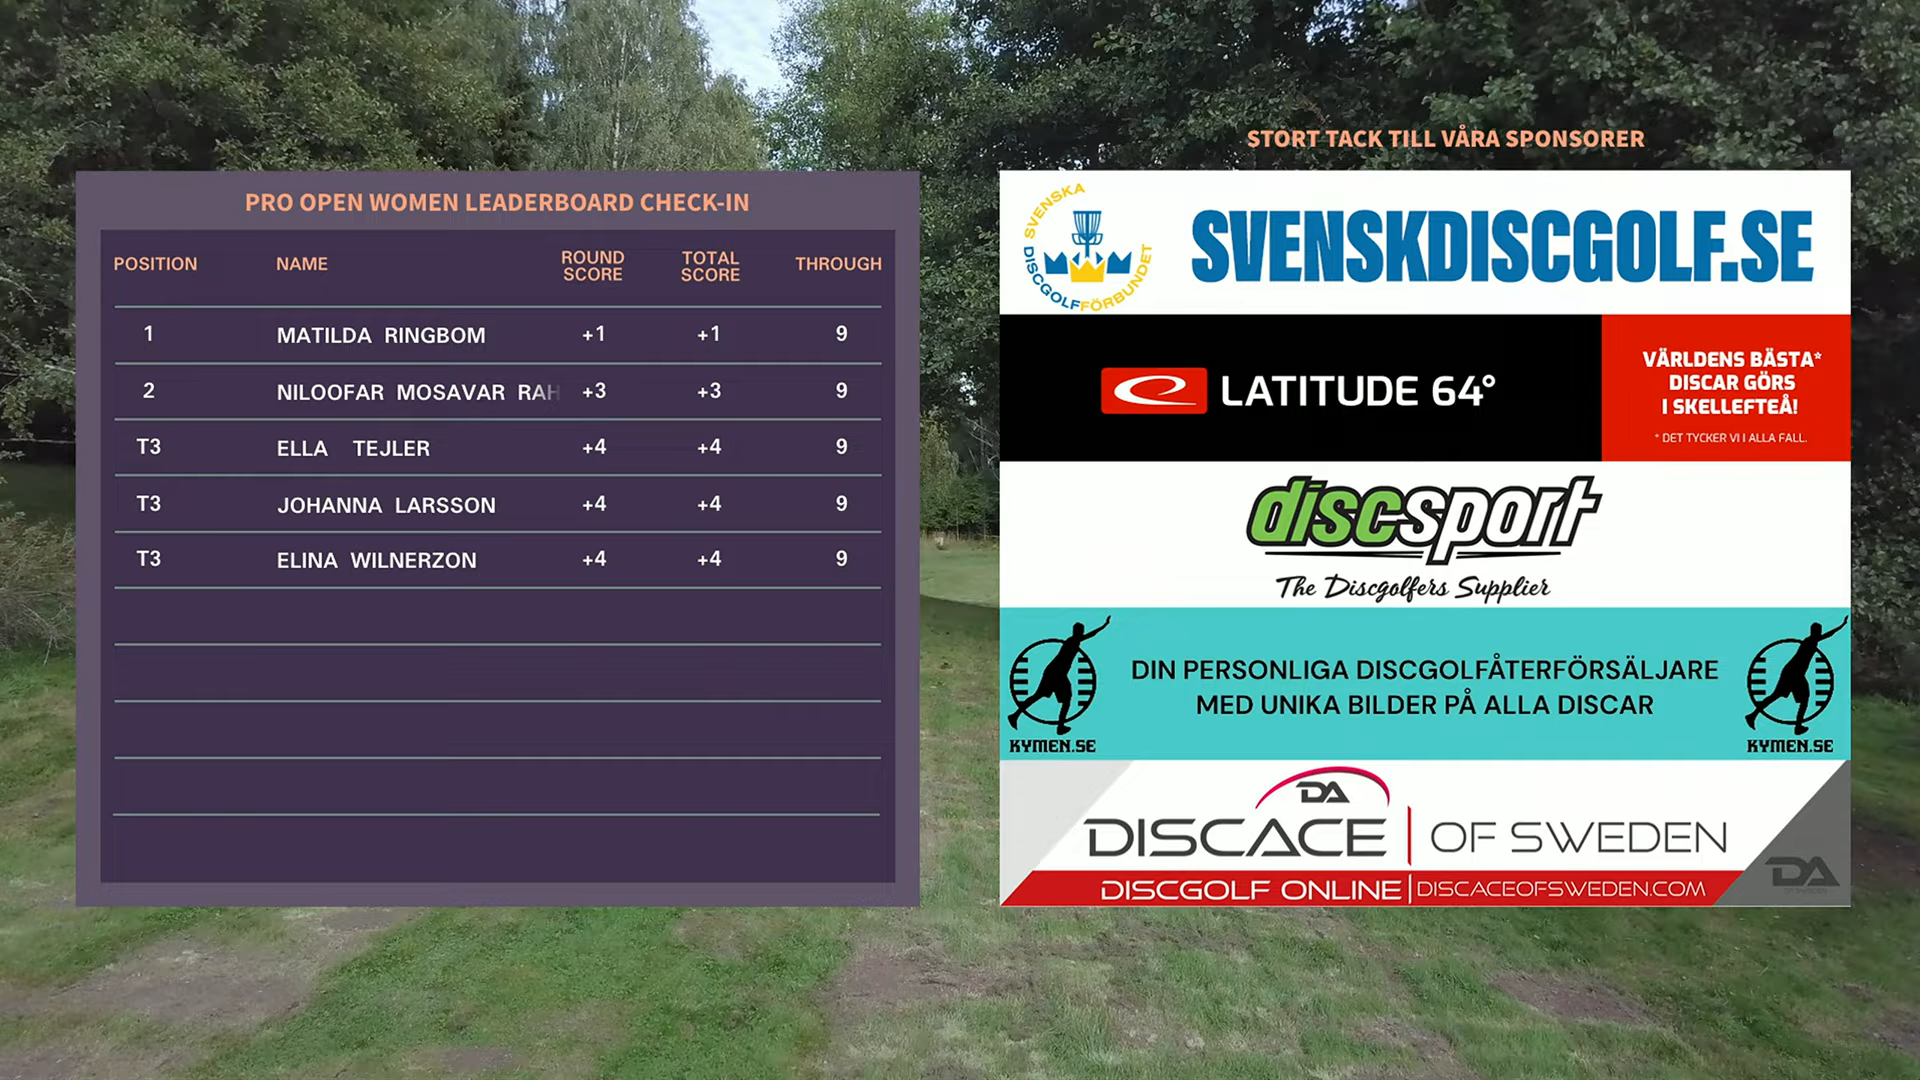 PRO OPEN WOMEN LEADERBOARD CHECK-IN
POSITION NAME ROUND SCORE TOTAL SCORE THROUGH
1 MATILDA RINGBOM +1 +1 9
2 NILOOFAR MOSAVAR RAH +3 +3 9
T3 ELLA TEJLER +4 +4 9
T3 JOHANNA LARSSON +4 +4 9
T3 ELINA WILNERZON +4 +4 9
STORT TACK TILL VÅRA SPONSORER
SVENSKA DISCGOLFFÖRBUNDET
SVENSKDISCGOLF.SE
LATITUDE 64°
VÄRLDENS BÄSTA*
DISCAR GÖRS
I SKELLEFTEÅ!
* DET TYCKER VI I ALLA FALL.
discsport
The Discgolfers Supplier
DIN PERSONLIGA DISCGOLFÅTERFÖRSÄLJARE
MED UNIKA BILDER PÅ ALLA DISCAR
KYMEN.SE
KYMEN.SE
DA
DISCACE OF SWEDEN
DA
DISCGOLF ONLINE | DISCACEOFSWEDEN.COM